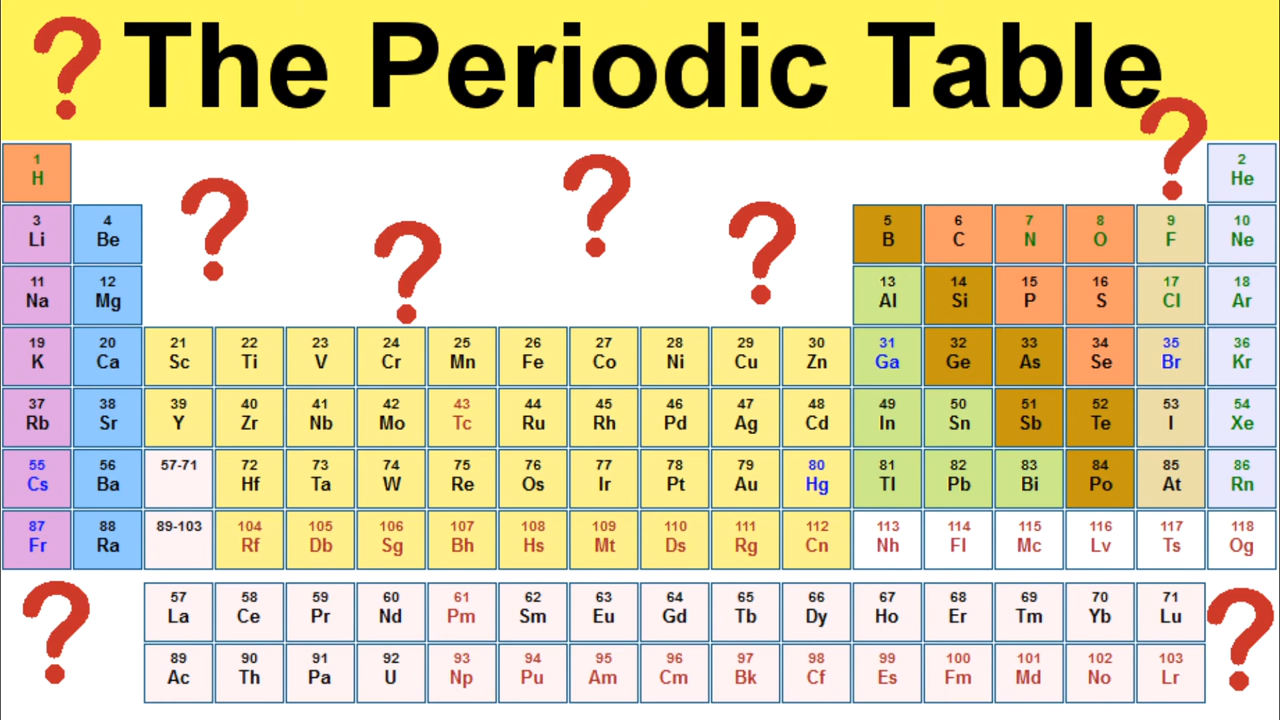 ? The Periodic Table ?
1 2
H He
? ? ? ?
3 4 5 6 7 8 9 10
Li Be B C N O F Ne
11 12 13 14 15 16 17 18
Na Mg Al Si P S Cl Ar
19 20 21 22 23 24 25 26 27 28 29 30 31 32 33 34 35 36
K Ca Sc Ti V Cr Mn Fe Co Ni Cu Zn Ga Ge As Se Br Kr
37 38 39 40 41 42 43 44 45 46 47 48 49 50 51 52 53 54
Rb Sr Y Zr Nb Mo Tc Ru Rh Pd Ag Cd In Sn Sb Te I Xe
55 56 57-71 72 73 74 75 76 77 78 79 80 81 82 83 84 85 86
Cs Ba Hf Ta W Re Os Ir Pt Au Hg Tl Pb Bi Po At Rn
87 88 89-103 104 105 106 107 108 109 110 111 112 113 114 115 116 117 118
Fr Ra Rf Db Sg Bh Hs Mt Ds Rg Cn Nh Fl Mc Lv Ts Og
? ?
57 58 59 60 61 62 63 64 65 66 67 68 69 70 71
La Ce Pr Nd Pm Sm Eu Gd Tb Dy Ho Er Tm Yb Lu
89 90 91 92 93 94 95 96 97 98 99 100 101 102 103
Ac Th Pa U Np Pu Am Cm Bk Cf Es Fm Md No Lr